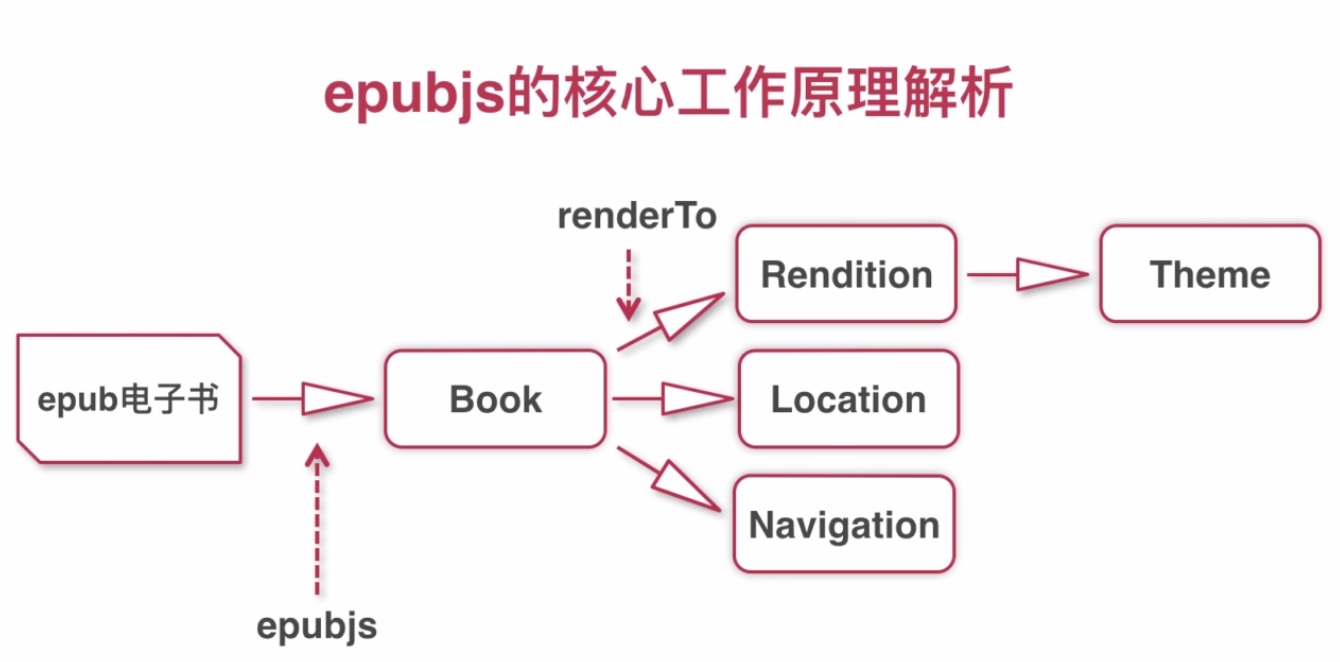 epubjs的核心工作原理解析
renderTo
Rendition
Theme
epub电子书
Book
Location
Navigation
epubjs